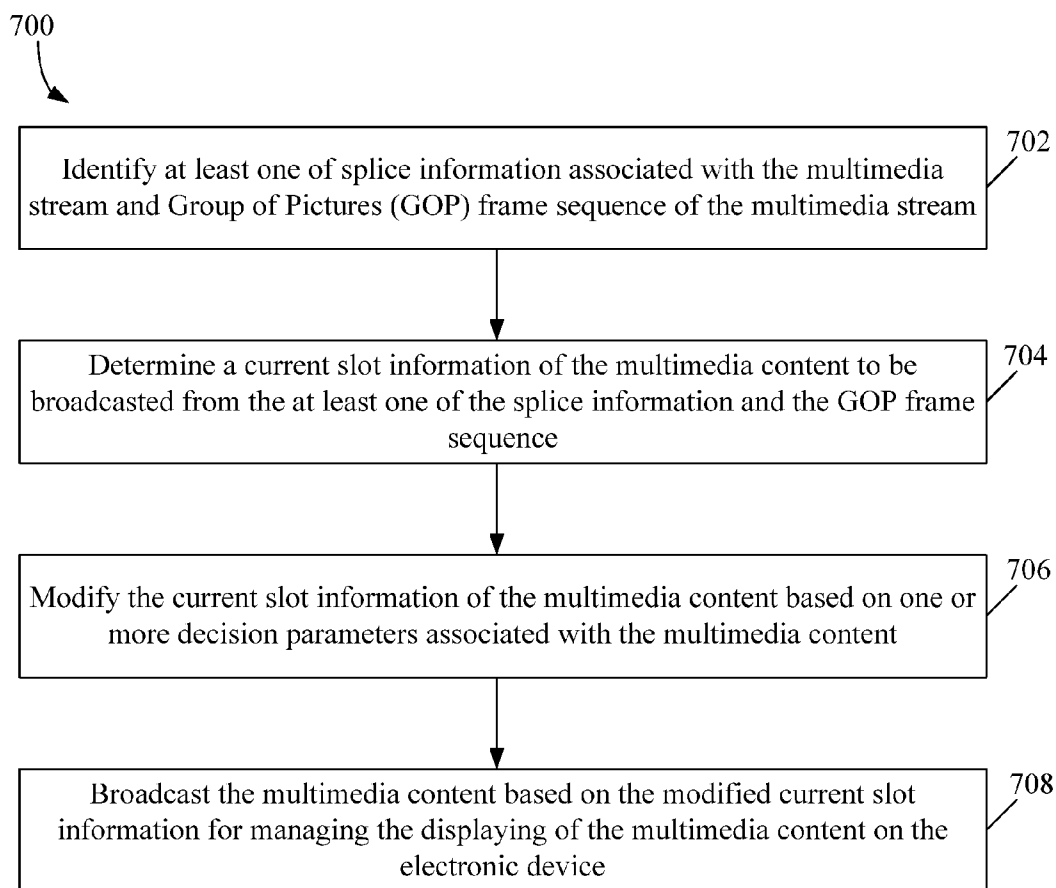 700
Identify at least one of splice information associated with the multimedia
stream and Group of Pictures (GOP) frame sequence of the multimedia stream
702
Determine a current slot information of the multimedia content to be
broadcasted from the at least one of the splice information and the GOP frame
sequence
704
Modify the current slot information of the multimedia content based on one or
more decision parameters associated with the multimedia content
706
Broadcast the multimedia content based on the modified current slot
information for managing the displaying of the multimedia content on the
electronic device
708